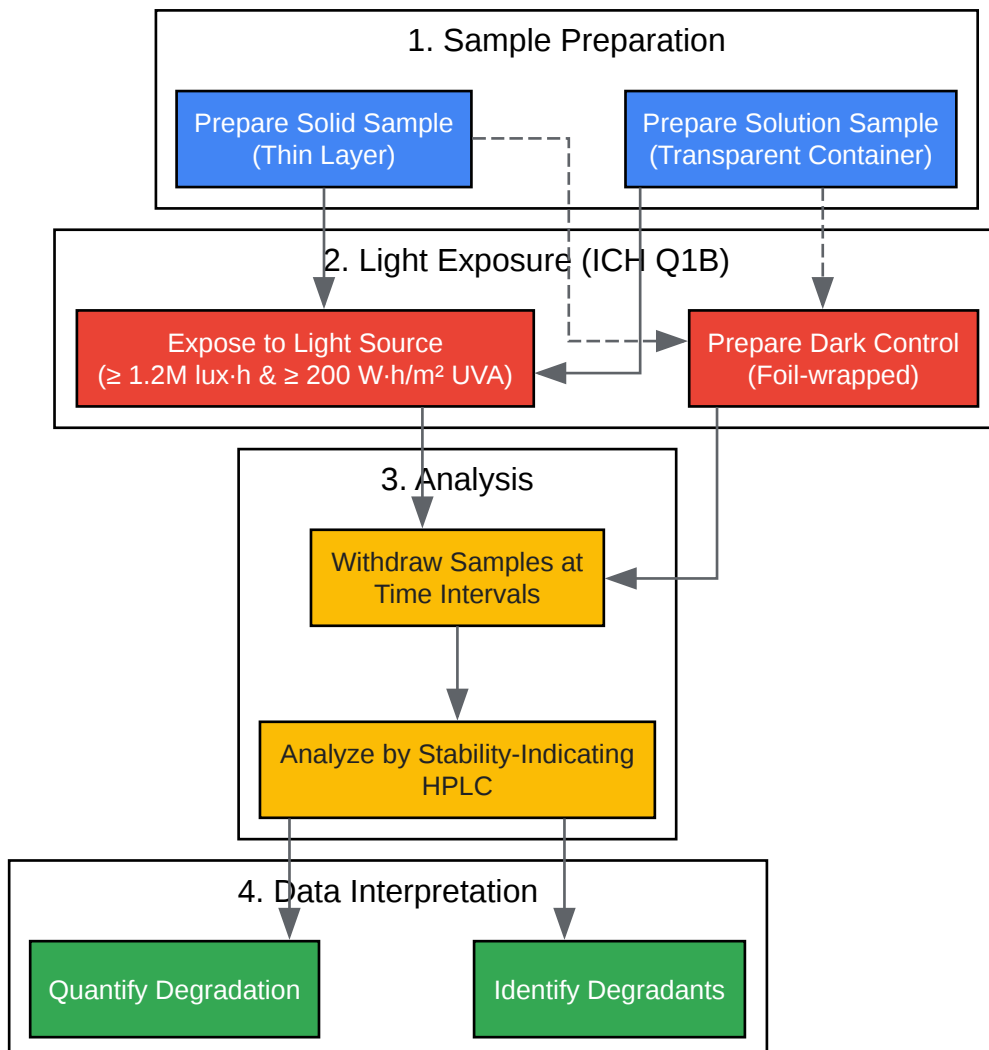 1. Sample Preparation
Prepare Solid Sample
(Thin Layer)
Prepare Solution Sample
(Transparent Container)
2. Light Exposure (ICH Q1B)
Expose to Light Source
(≥ 1.2M lux·h & ≥ 200 W·h/m² UVA)
Prepare Dark Control
(Foil-wrapped)
3. Analysis
Withdraw Samples at
Time Intervals
Analyze by Stability-Indicating
HPLC
4. Data Interpretation
Quantify Degradation
Identify Degradants